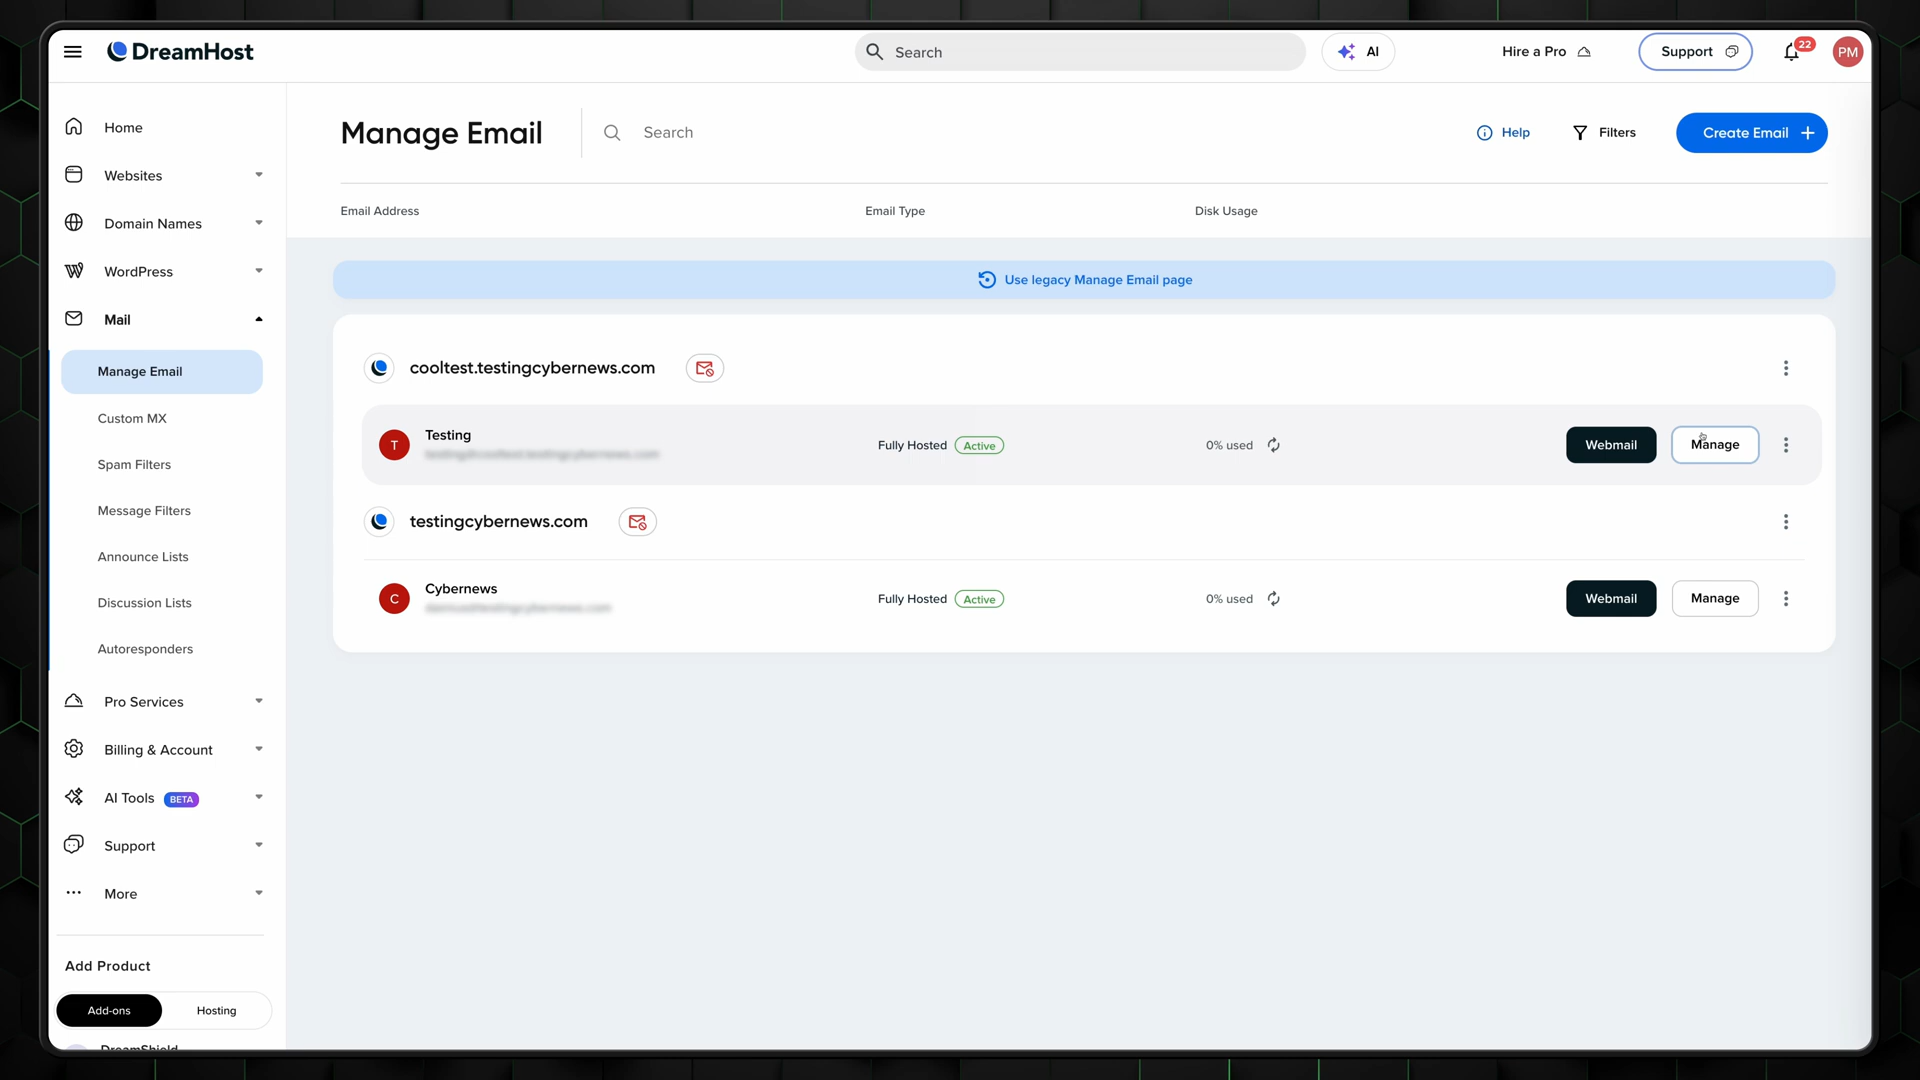 DreamHost
Search
AI
Hire a Pro
Support
22
PM
Home
Websites
Domain Names
WordPress
Mail
Manage Email
Custom MX
Spam Filters
Message Filters
Announce Lists
Discussion Lists
Autoresponders
Pro Services
Billing & Account
AI Tools BETA
Support
More
Add Product
Add-ons
Hosting
DreamShield
Manage Email
Search
Help
Filters
Create Email
Email Address
Email Type
Disk Usage
Use legacy Manage Email page
cooltest.testingcybernews.com
T
Testing
Fully Hosted Active
0% used
Webmail
Manage
testingcybernews.com
C
Cybernews
Fully Hosted Active
0% used
Webmail
Manage